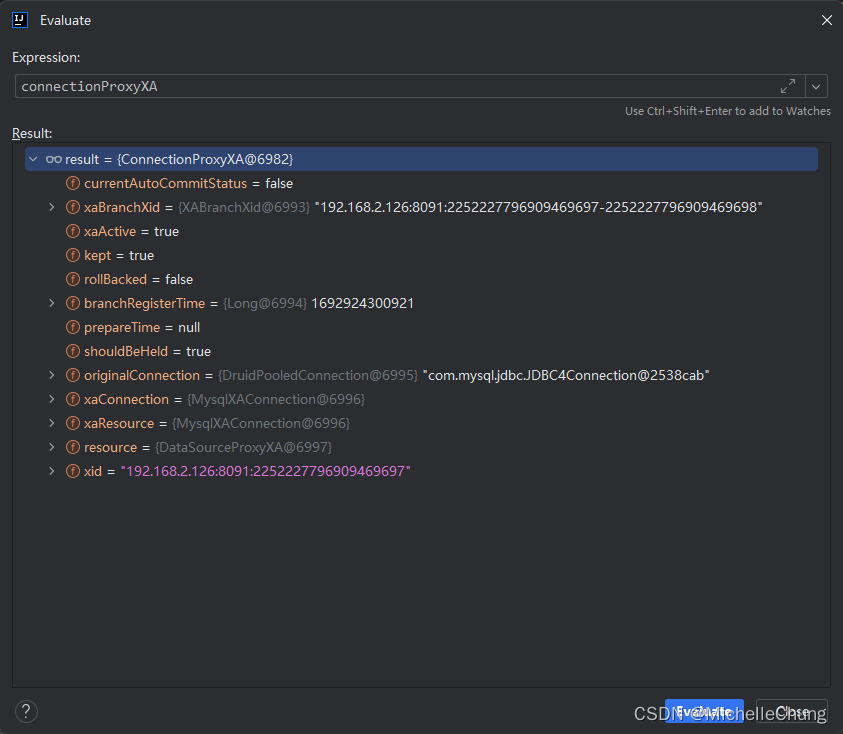 IJ Evaluate
Expression:
connectionProxyXA
Use Ctrl+Shift+Enter to add to Watches
Result:
result = {ConnectionProxyXA@6982}
currentAutoCommitStatus = false
xaBranchXid = {XABranchXid@6993} "192.168.2.126:8091:2252227796909469697-2252227796909469698"
xaActive = true
kept = true
rollBacked = false
branchRegisterTime = {Long@6994} 1692924300921
prepareTime = null
shouldBeHeld = true
originalConnection = {DruidPooledConnection@6995} "com.mysql.jdbc.JDBC4Connection@2538cab"
xaConnection = {MysqlXAConnection@6996}
xaResource = {MysqlXAConnection@6996}
resource = {DataSourceProxyXA@6997}
xid = "192.168.2.126:8091:2252227796909469697"
? Evaluate Close
CSDN @MichelleChung